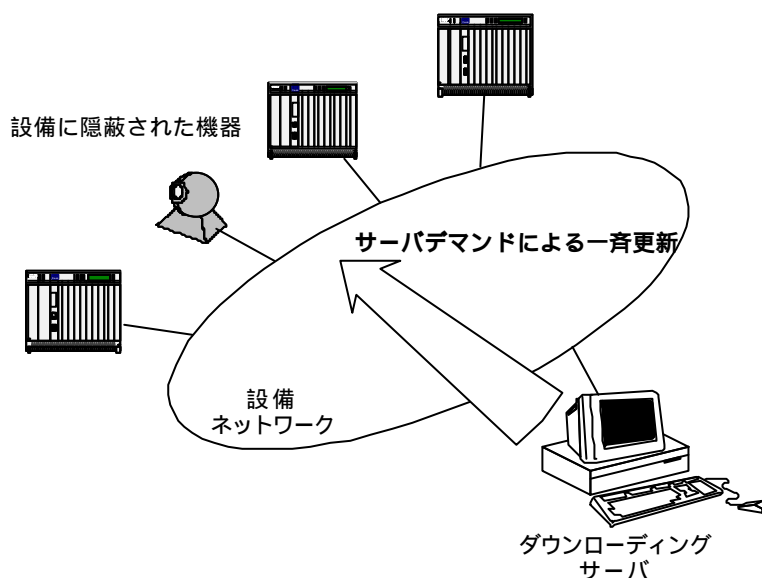 設備に隠蔽された機器
サーバデマンドによる一斉更新
設備
ネットワーク
ダウンローディング
サーバ